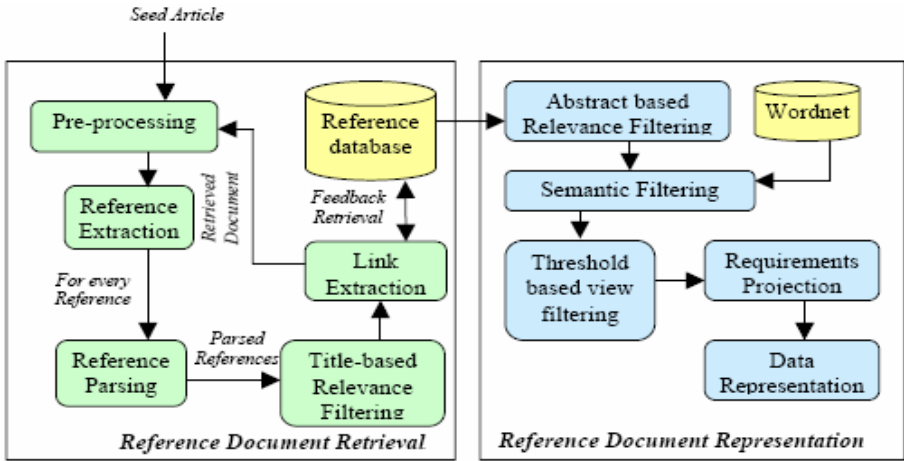 Seed Article
Pre-processing
Reference
Extraction
For every
Reference
Reference
Parsing
Parsed
References
Title-based
Relevance
Filtering
Link
Extraction
Retrieved
Document
Feedback
Retrieval
Reference
database
Reference Document Retrieval
Abstract based
Relevance Filtering
Wordnet
Semantic Filtering
Threshold
based view
filtering
Requirements
Projection
Data
Representation
Reference Document Representation